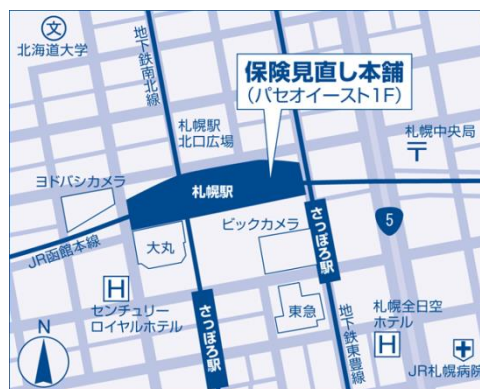 文
北海道大学
地下鉄南北線
保険見直し本舗
（パセオイースト1F）
札幌駅
北口広場
札幌中央局
〒
ヨドバシカメラ
札幌駅
JR函館本線
大丸
ビックカメラ
さっぽろ駅
5
H
センチュリー
ロイヤルホテル
さっぽろ駅
東急
地下鉄東豊線
札幌全日空
ホテル
H
N
JR札幌病院